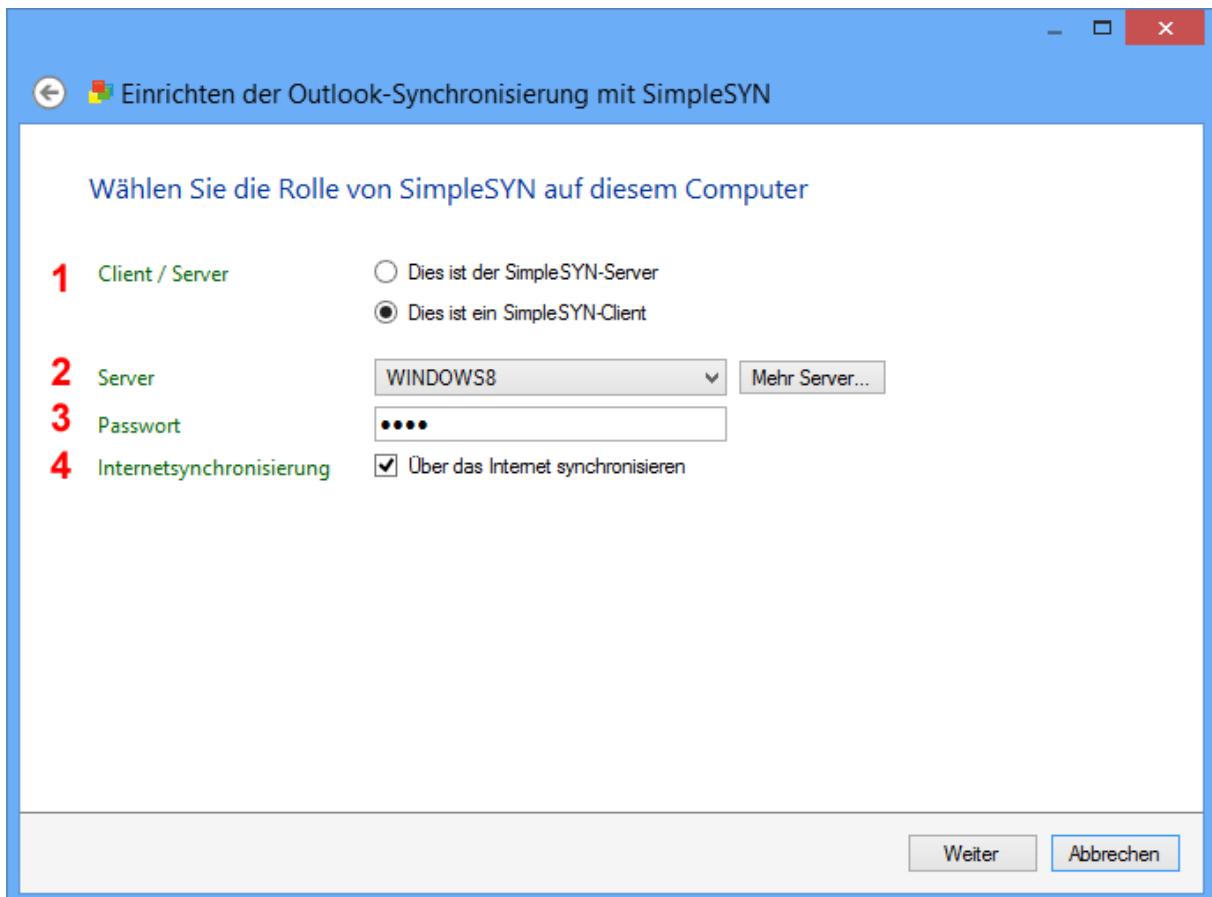 Einrichten der Outlook-Synchronisierung mit SimpleSYN
Wählen Sie die Rolle von SimpleSYN auf diesem Computer
1 Client / Server Dies ist der SimpleSYN-Server
Dies ist ein SimpleSYN-Client
2 Server WINDOWS8 Mehr Server...
3 Passwort ••••
4 Internetsynchronisierung Über das Internet synchronisieren
Weiter Abbrechen